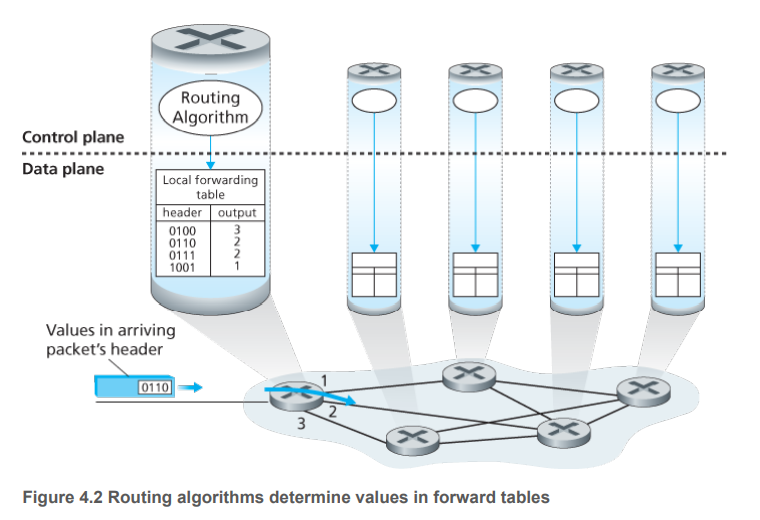 Routing
Algorithm
Control plane
Data plane
Local forwarding
table
header output
0100 3
0110 2
0111 2
1001 1
Values in arriving
packet's header
0110
1
2
3
Figure 4.2 Routing algorithms determine values in forward tables